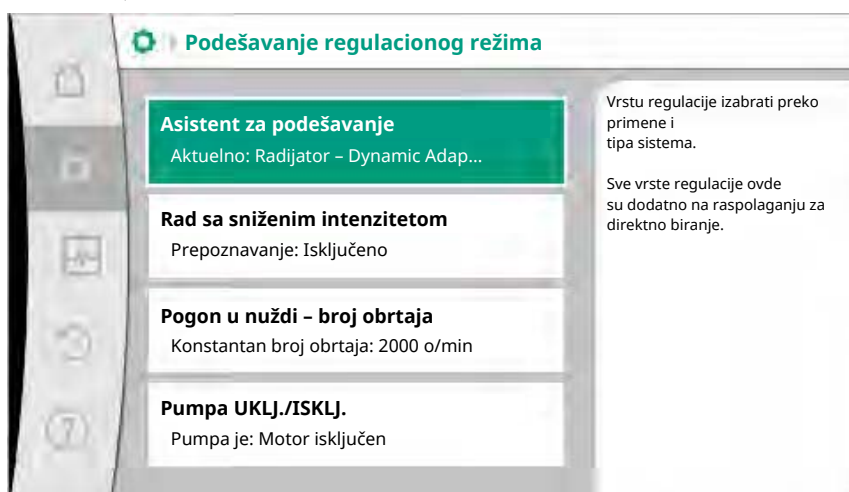 Podešavanje regulacionog režima
Asistent za podešavanje
Aktuelno: Radijator – Dynamic Adap...
Rad sa sniženim intenzitetom
Prepoznavanje: Isključeno
Pogon u nuždi – broj obrtaja
Konstantan broj obrtaja: 2000 o/min
Pumpa UKLJ./ISKLJ.
Pumpa je: Motor isključen
Vrstu regulacije izabrati preko
primene i
tipa sistema.
Sve vrste regulacije ovde
su dodatno na raspolaganju za
direktno biranje.